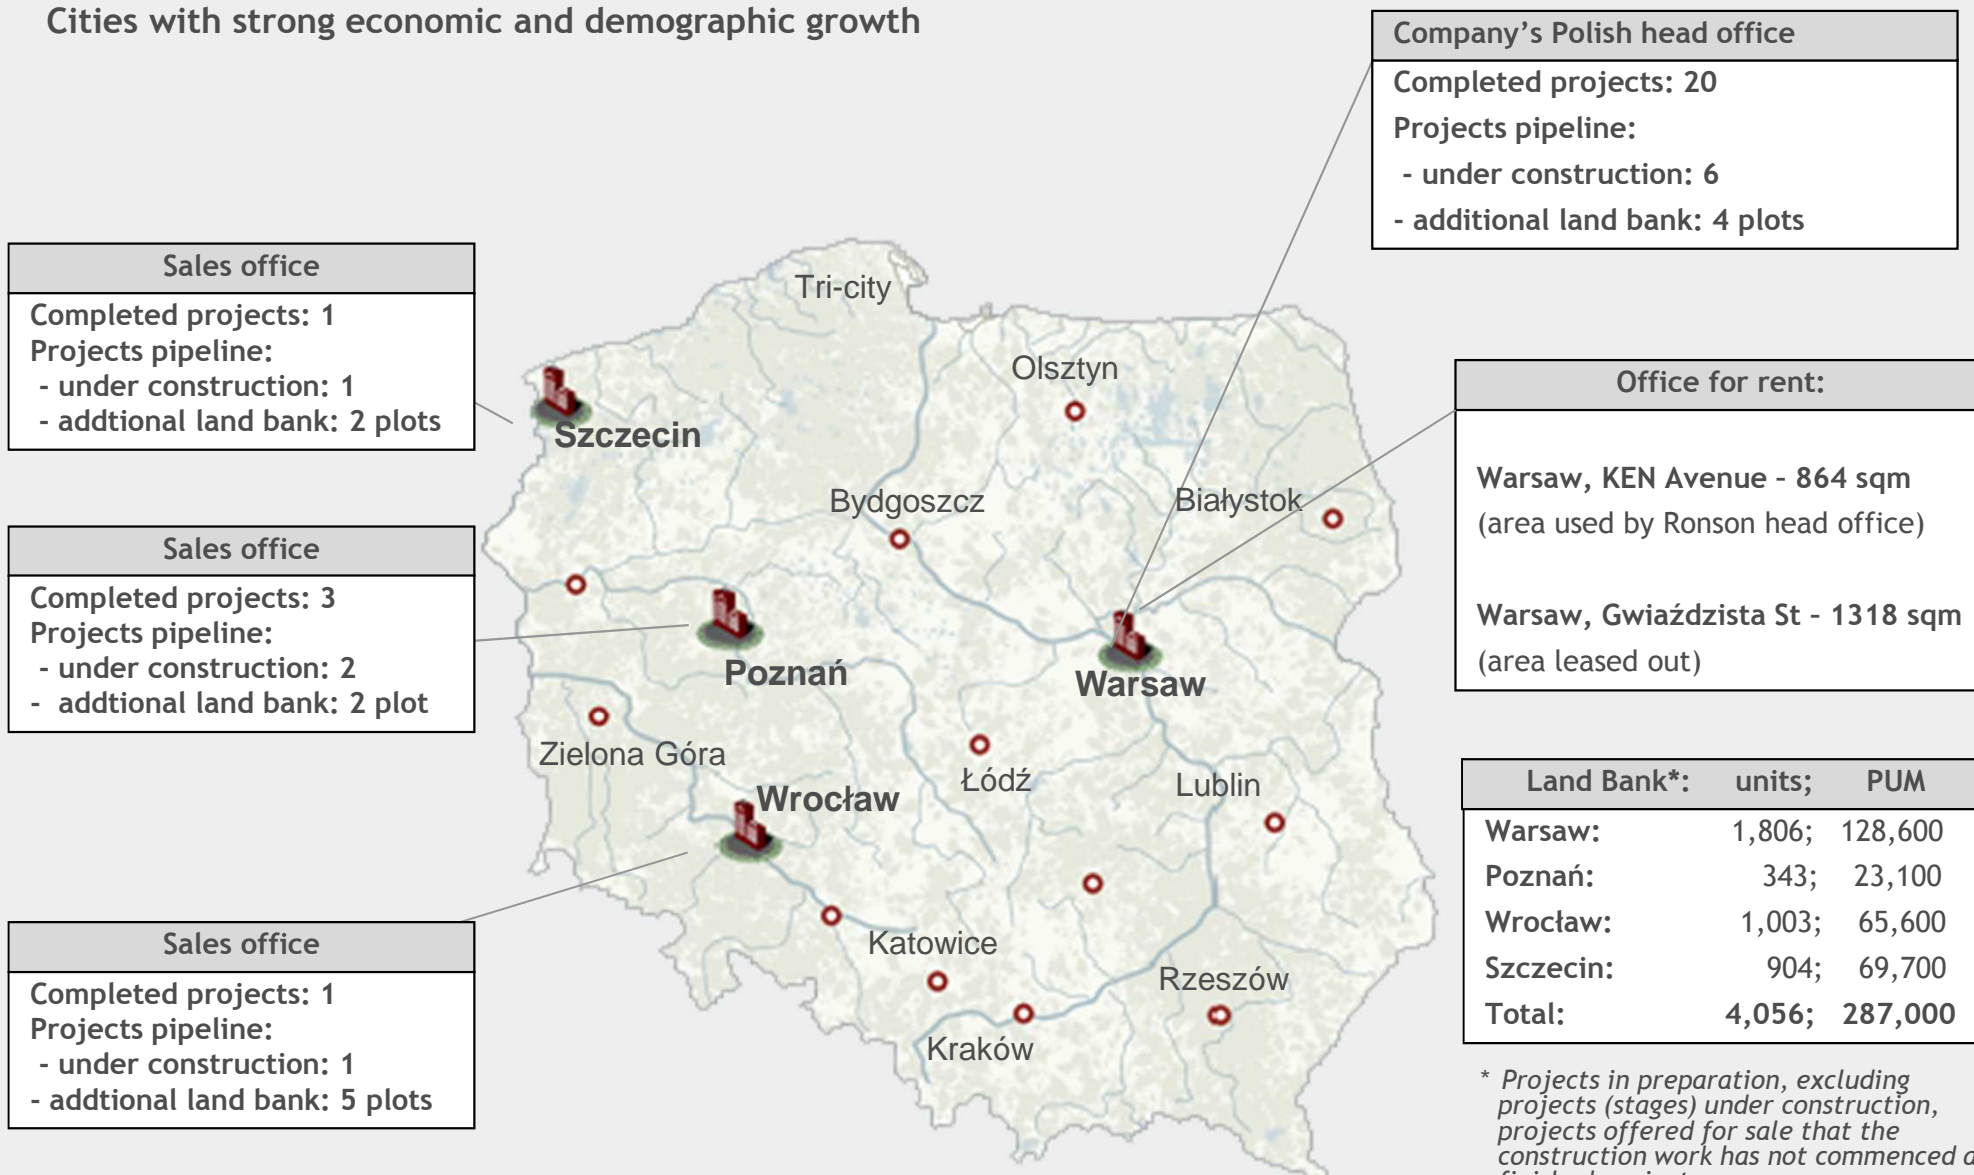 Cities with strong economic and demographic growth
Company’s Polish head office
Completed projects: 20
Projects pipeline:
- under construction: 6
- additional land bank: 4 plots
Sales office
Completed projects: 1
Projects pipeline:
- under construction: 1
- addtional land bank: 2 plots
Sales office
Completed projects: 3
Projects pipeline:
- under construction: 2
- addtional land bank: 2 plot
Sales office
Completed projects: 1
Projects pipeline:
- under construction: 1
- addtional land bank: 5 plots
Tri-city
Olsztyn
Szczecin
Bydgoszcz
Białystok
Poznań
Warsaw
Zielona Góra
Wrocław
Łódź
Lublin
Katowice
Rzeszów
Kraków
Office for rent:
Warsaw, KEN Avenue - 864 sqm
(area used by Ronson head office)
Warsaw, Gwiaździsta St - 1318 sqm
(area leased out)
Land Bank*: units; PUM
Warsaw: 1,806; 128,600
Poznań: 343; 23,100
Wrocław: 1,003; 65,600
Szczecin: 904; 69,700
Total: 4,056; 287,000
* Projects in preparation, excluding
projects (stages) under construction,
projects offered for sale that the
construction work has not commenced